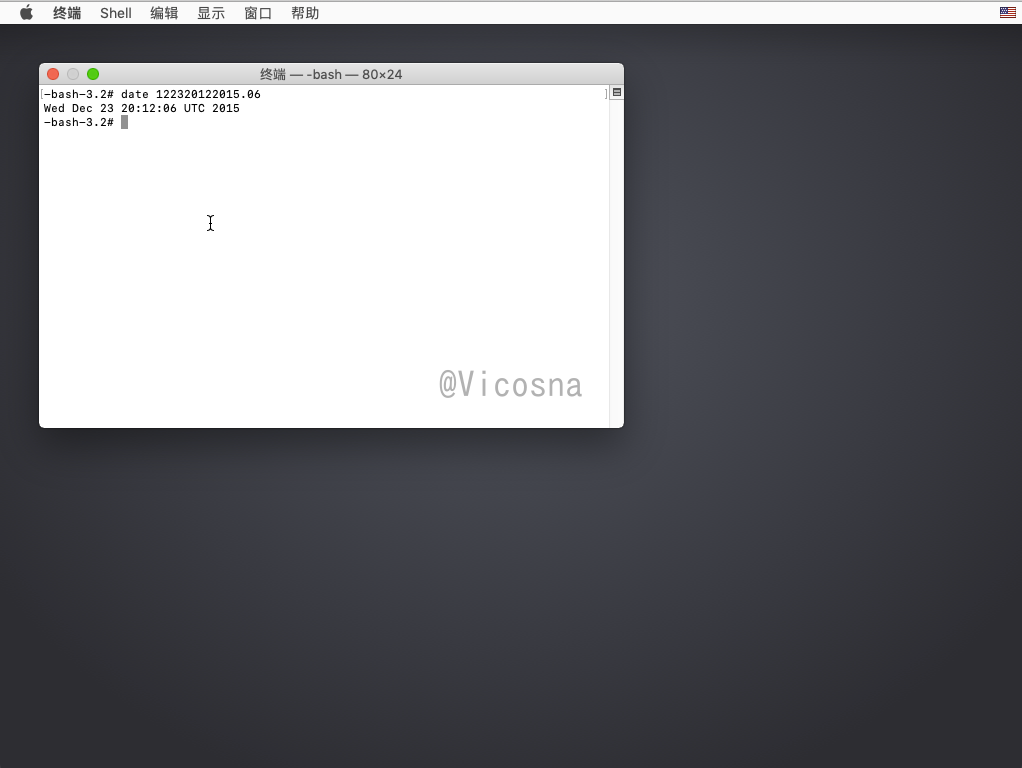 终端 Shell 编辑 显示 窗口 帮助
终端 — -bash — 80×24
[-bash-3.2# date 122320122015.06 ]
Wed Dec 23 20:12:06 UTC 2015
-bash-3.2#
@Vicosna